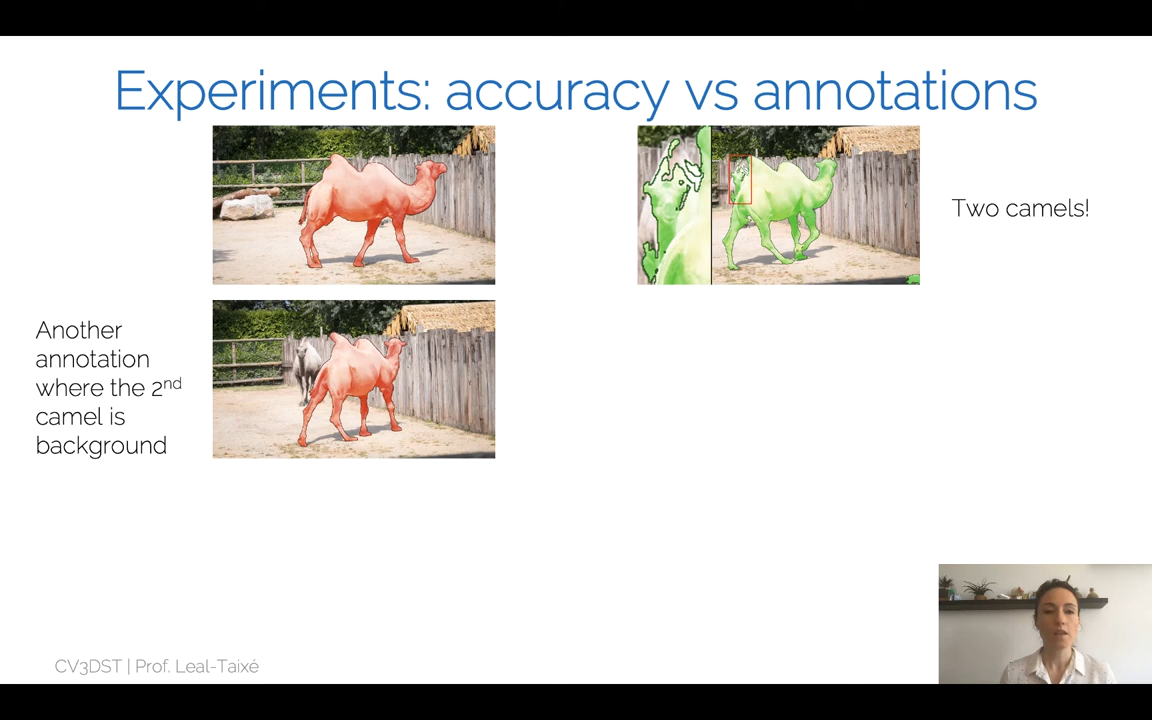 Experiments: accuracy vs annotations
Two camels!
Another
annotation
where the 2nd
camel is
background
CV3DST | Prof. Leal-Taixé